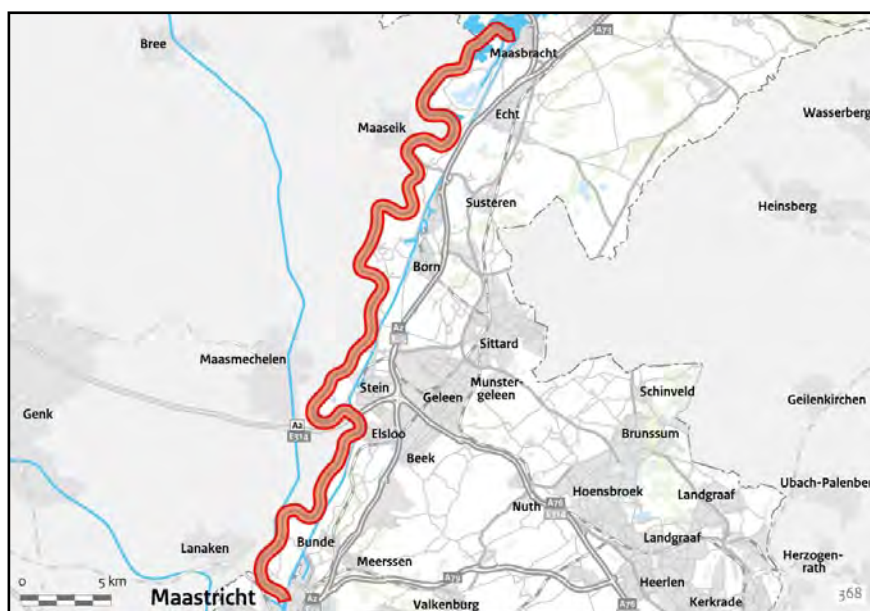 A73
Bree
Maasbracht
Echt
Wasserberg
Maaseik
Susteren
Heinsberg
Born
A2
Sittard
Maasmechelen
Stein
Geleen
Munster-
geleen
Schinveld
Geilenkirchen
Genk
A2
E314
Elsloo
Brunssum
Beek
Hoensbroek
Landgraaf
Ubach-Palenber
Nuth
A76
E314
Lanaken
Bunde
Meerssen
Landgraaf
Herzogen-
rath
0 5 km
Maastricht
A2
A79
Valkenburg
Heerlen
A76
Kerkrade
368